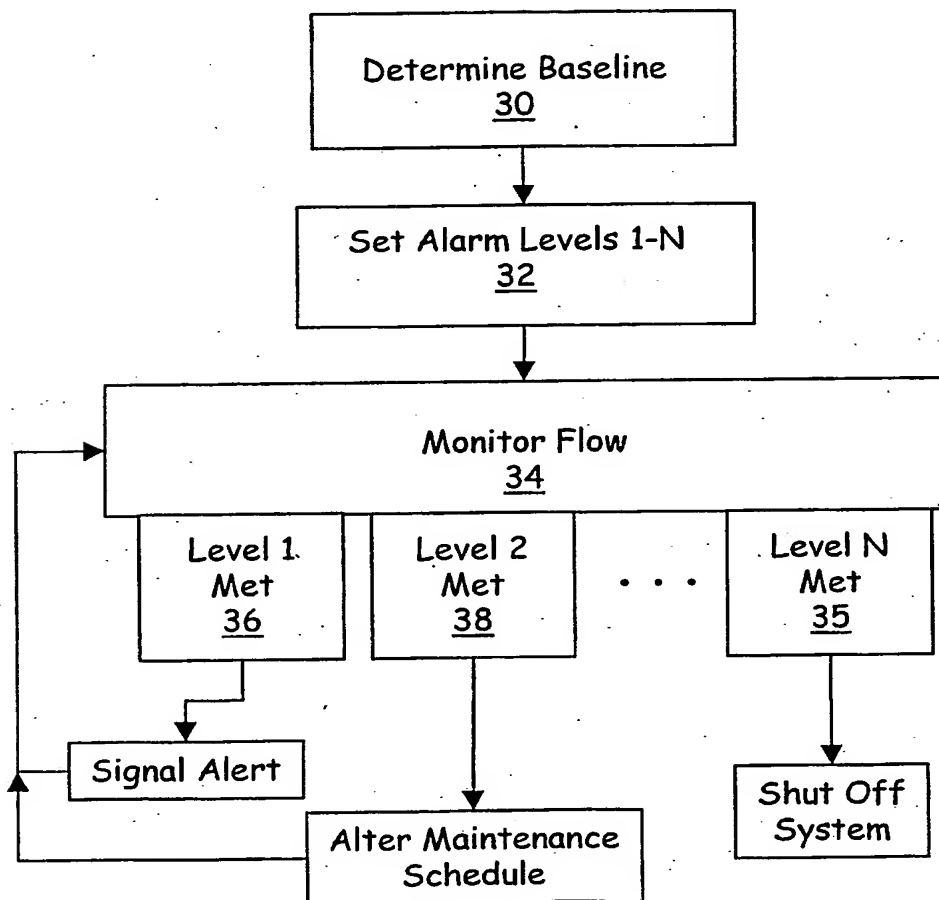 Determine Baseline
30
Set Alarm Levels 1-N
32
Monitor Flow
34
Level 1
Met
36
Level 2
Met
38
. . .
Level N
Met
35
Signal Alert
Alter Maintenance
Schedule
Shut Off
System